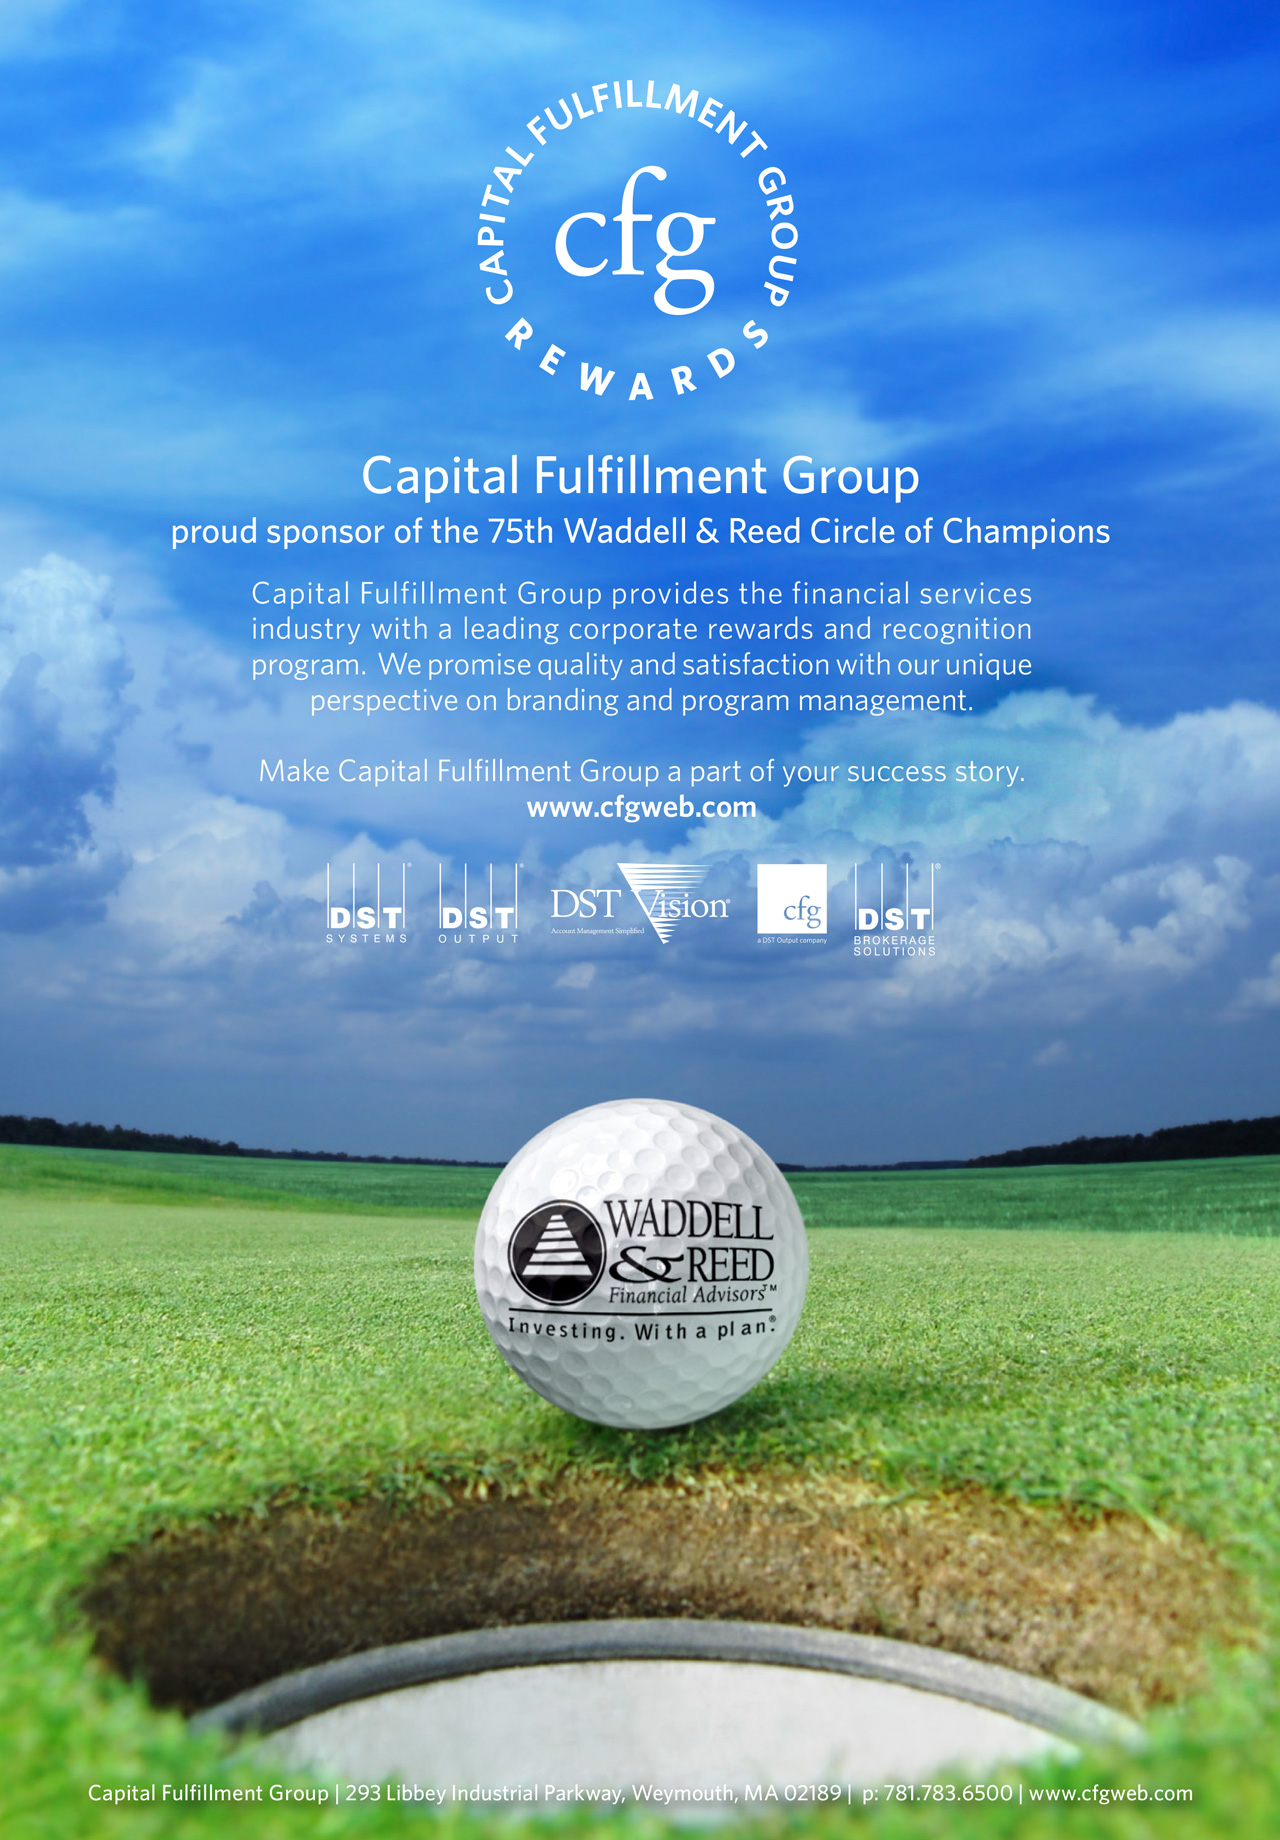 CAPITAL FULFILLMENT GROUP
cfg
REWARDS
Capital Fulfillment Group
proud sponsor of the 75th Waddell & Reed Circle of Champions
Capital Fulfillment Group provides the financial services
industry with a leading corporate rewards and recognition
program. We promise quality and satisfaction with our unique
perspective on branding and program management.
Make Capital Fulfillment Group a part of your success story.
www.cfgweb.com
DST®
SYSTEMS
DST®
OUTPUT
DST Vision®
Account Management Simplified
cfg
a DST Output company
DST®
BROKERAGE
SOLUTIONS
WADDELL
& REED
Financial Advisors™
Investing. With a plan.®
Capital Fulfillment Group | 293 Libbey Industrial Parkway, Weymouth, MA 02189 | p: 781.783.6500 | www.cfgweb.com